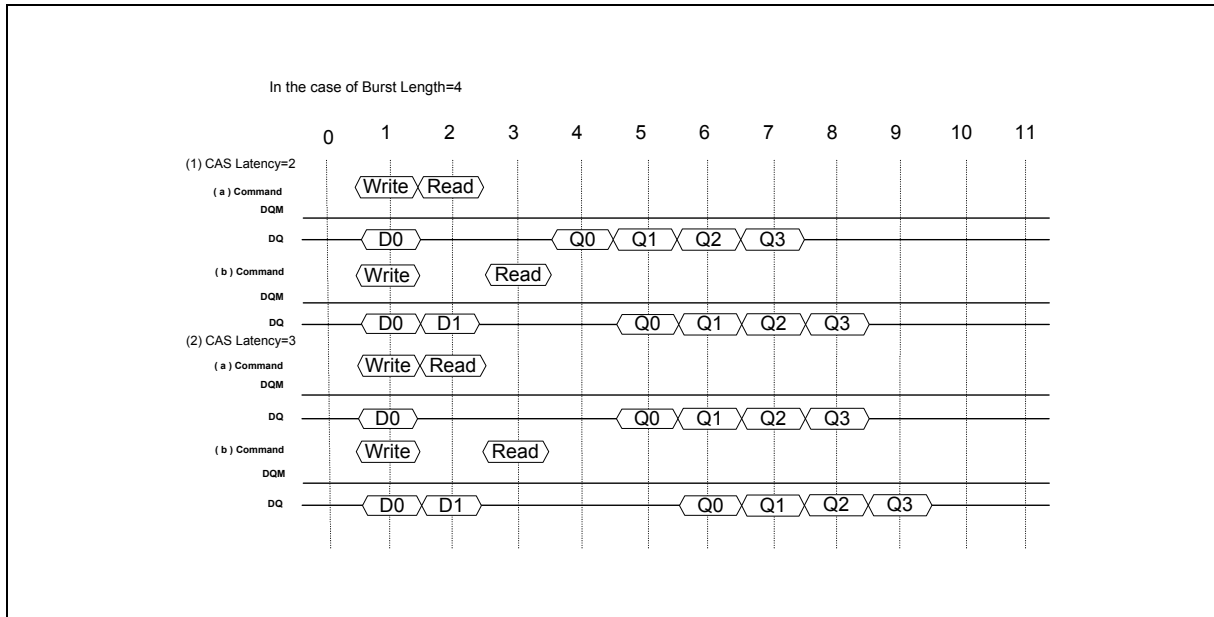 In the case of Burst Length=4
0 1 2 3 4 5 6 7 8 9 10 11
(1) CAS Latency=2
( a ) Command Write Read
DQM
DQ D0 Q0 Q1 Q2 Q3
( b ) Command Write Read
DQM
DQ D0 D1 Q0 Q1 Q2 Q3
(2) CAS Latency=3
( a ) Command Write Read
DQM
DQ D0 Q0 Q1 Q2 Q3
( b ) Command Write Read
DQM
DQ D0 D1 Q0 Q1 Q2 Q3